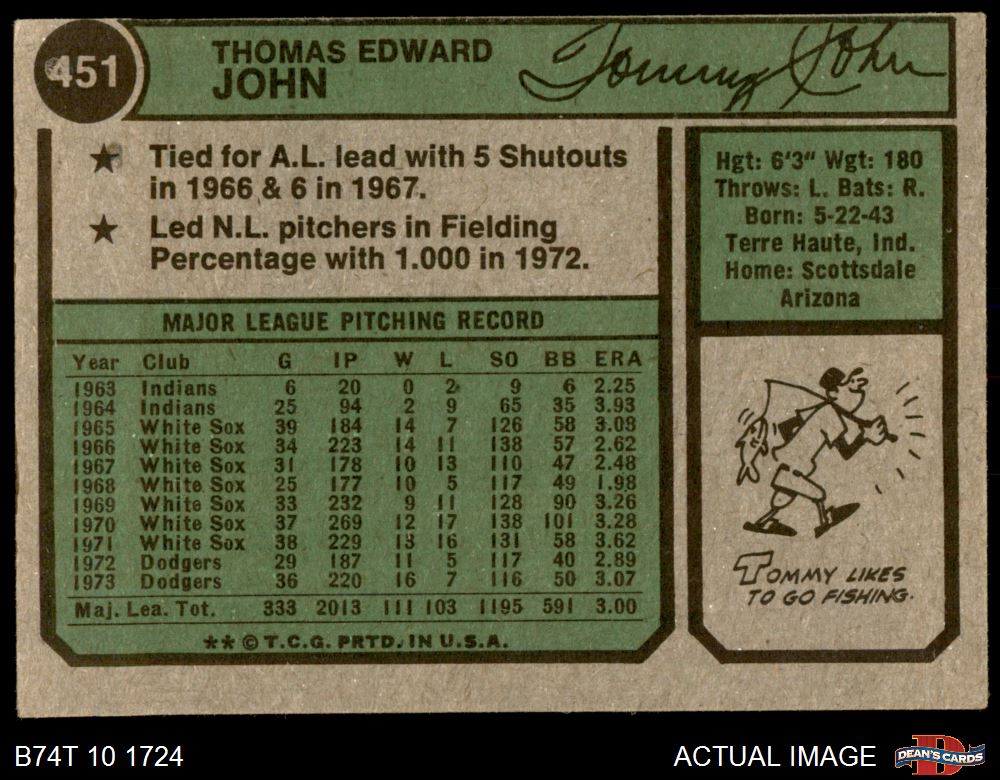 451
THOMAS EDWARD
JOHN
Tommy John
★ Tied for A.L. lead with 5 Shutouts
in 1966 & 6 in 1967.
★ Led N.L. pitchers in Fielding
Percentage with 1.000 in 1972.
Hgt: 6'3" Wgt: 180
Throws: L. Bats: R.
Born: 5-22-43
Terre Haute, Ind.
Home: Scottsdale
Arizona
MAJOR LEAGUE PITCHING RECORD
Year Club G IP W L SO BB ERA
1963 Indians 6 20 0 2 9 6 2.25
1964 Indians 25 94 2 9 65 35 3.93
1965 White Sox 39 184 14 7 126 58 3.03
1966 White Sox 34 223 14 11 138 57 2.62
1967 White Sox 31 178 10 13 110 47 2.48
1968 White Sox 25 177 10 5 117 49 1.98
1969 White Sox 33 232 9 11 128 90 3.26
1970 White Sox 37 269 12 17 138 101 3.28
1971 White Sox 38 229 13 16 131 58 3.62
1972 Dodgers 29 187 11 5 117 40 2.89
1973 Dodgers 36 220 16 7 116 50 3.07
Maj. Lea. Tot. 333 2013 111 103 1195 591 3.00
** © T.C.G. PRTD. IN U.S.A.
TOMMY LIKES
TO GO FISHING.
B74T 10 1724
ACTUAL IMAGE
DEAN'S CARDS